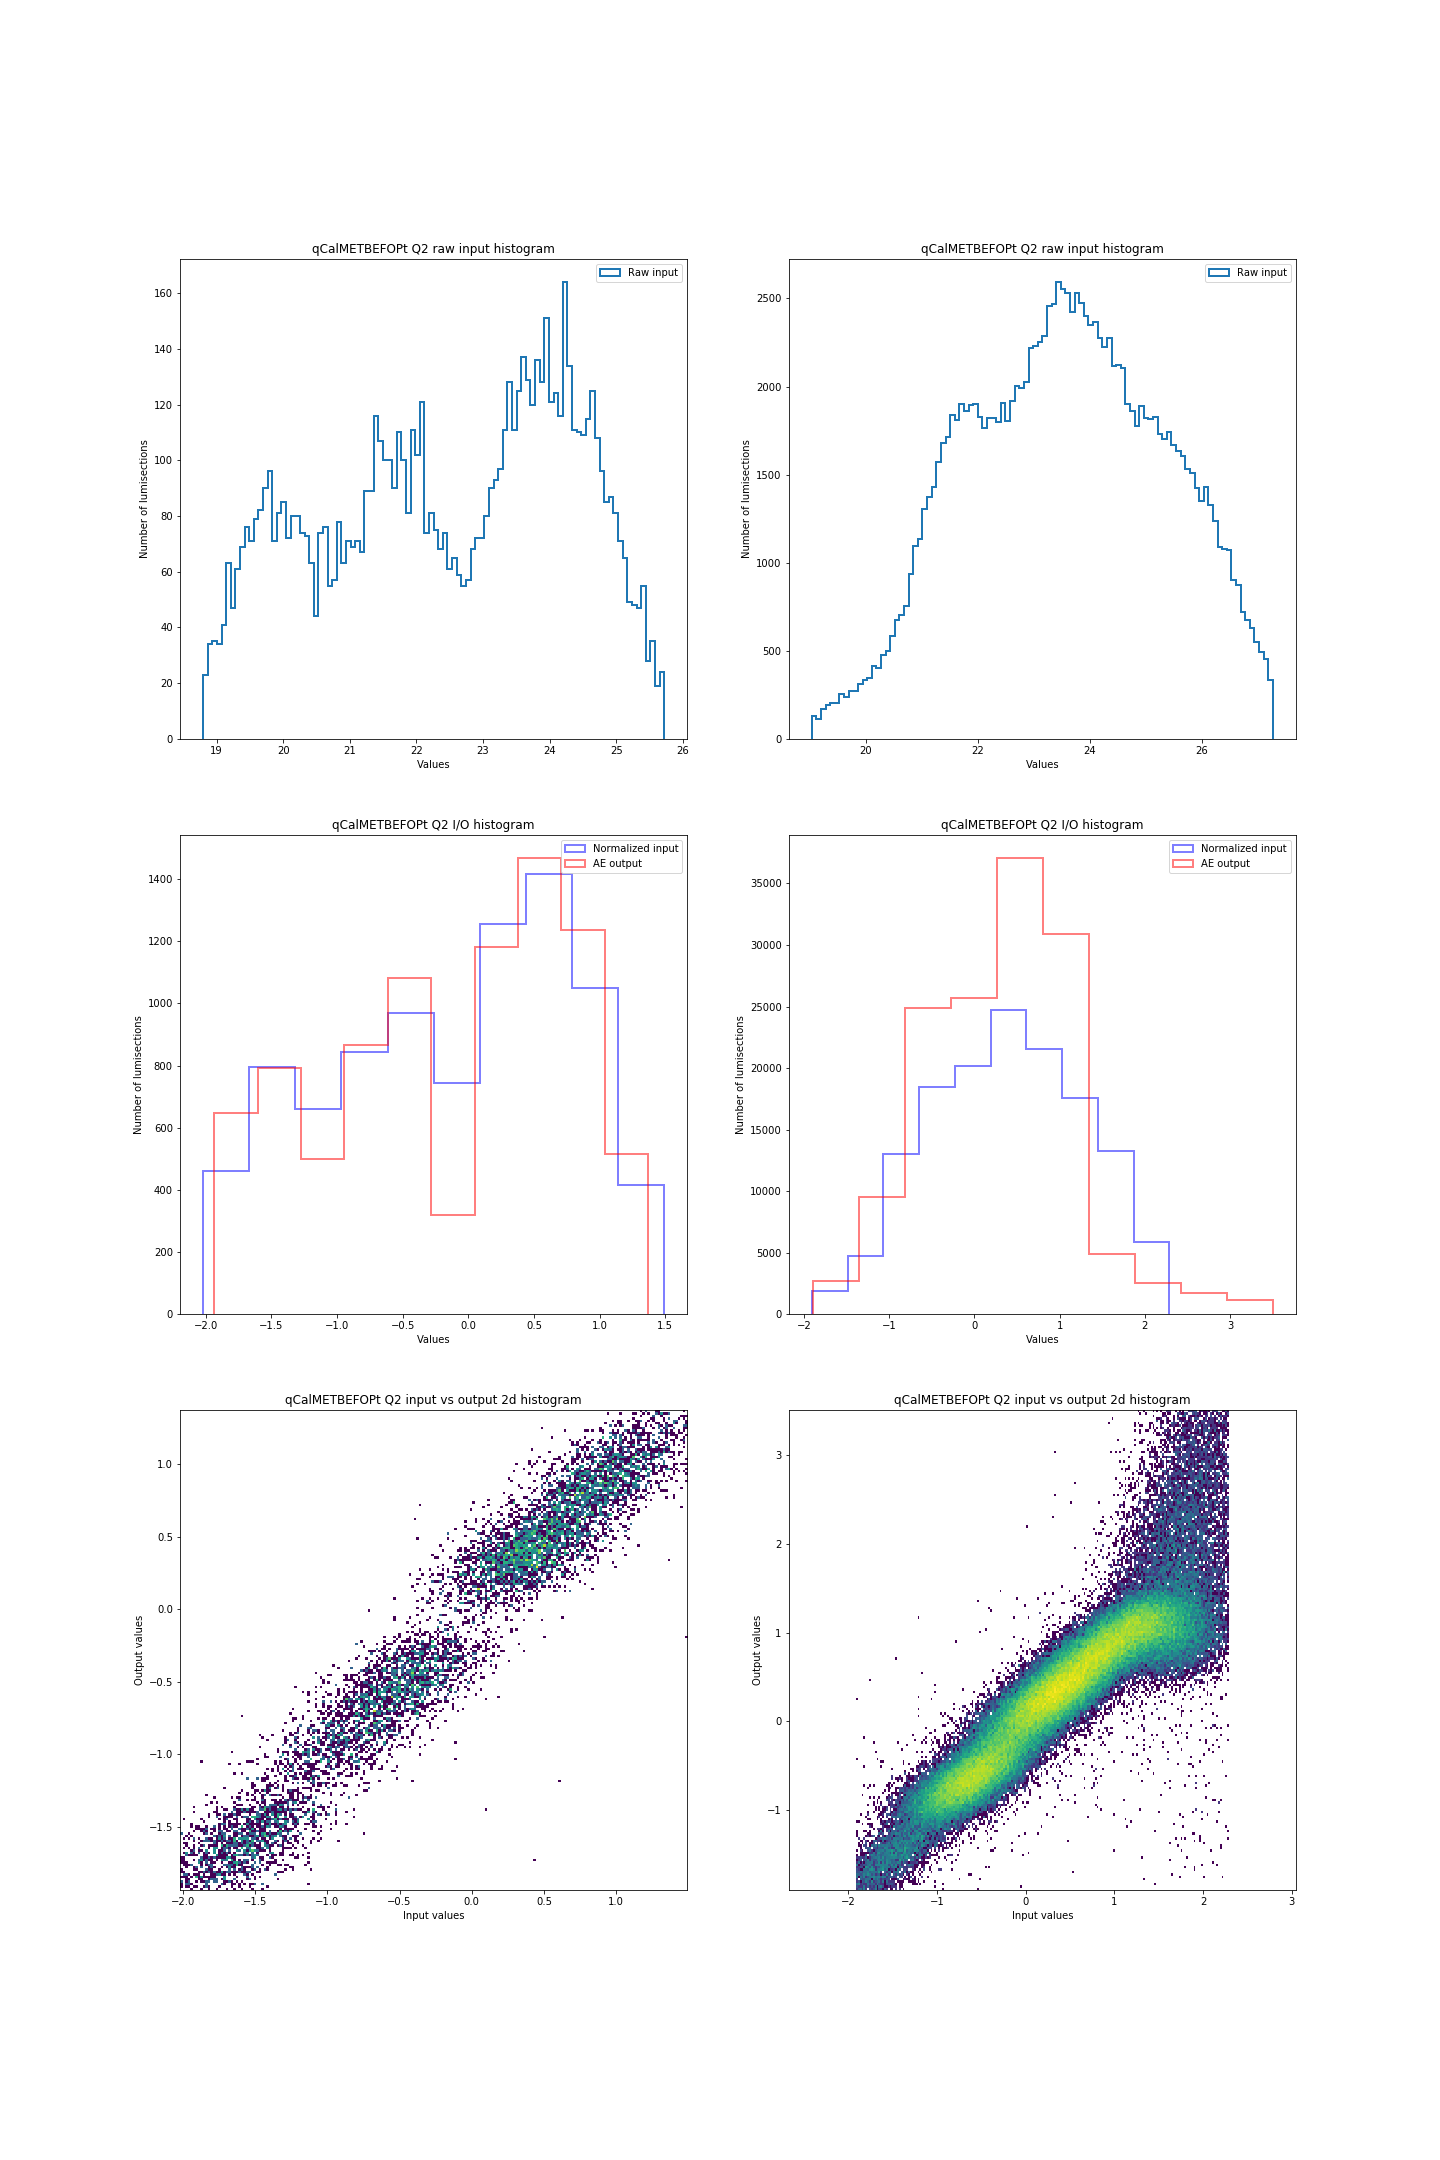 qCalMETBEFOPt Q2 raw input histogram
Raw input
160
140
120
100
80
60
40
20
0
Number of lumisections
19 20 21 22 23 24 25 26
Values
qCalMETBEFOPt Q2 raw input histogram
Raw input
2500
2000
1500
1000
500
0
Number of lumisections
20 22 24 26
Values
qCalMETBEFOPt Q2 I/O histogram
Normalized input
AE output
1400
1200
1000
800
600
400
200
0
Number of lumisections
−2.0 −1.5 −1.0 −0.5 0.0 0.5 1.0 1.5
Values
qCalMETBEFOPt Q2 I/O histogram
Normalized input
AE output
35000
30000
25000
20000
15000
10000
5000
0
Number of lumisections
−2 −1 0 1 2 3
Values
qCalMETBEFOPt Q2 input vs output 2d histogram
1.0
0.5
0.0
−0.5
−1.0
−1.5
Output values
−2.0 −1.5 −1.0 −0.5 0.0 0.5 1.0
Input values
qCalMETBEFOPt Q2 input vs output 2d histogram
3
2
1
0
−1
Output values
−2 −1 0 1 2 3
Input values